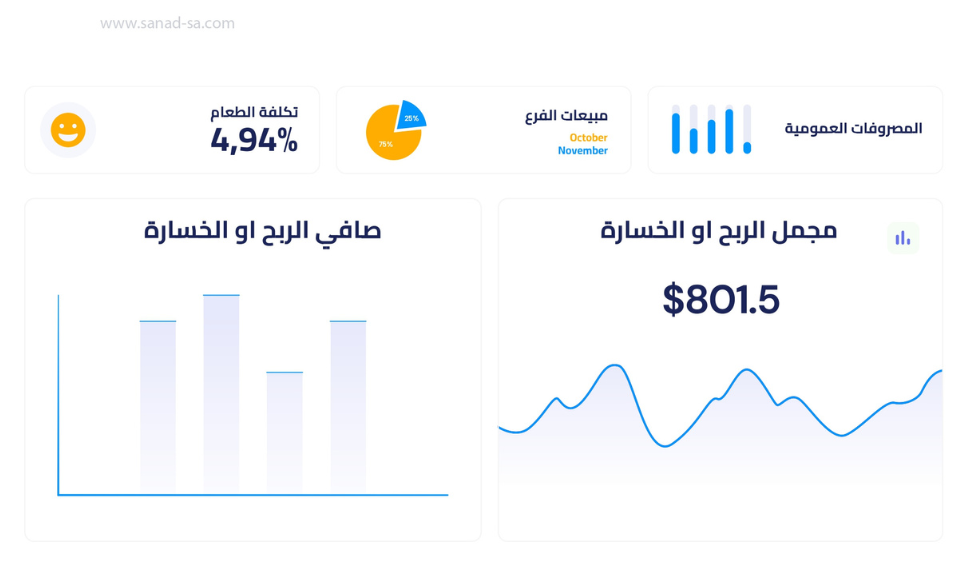 www.sanad-sa.com
المصروفات العمومية
مبيعات الفرع
October
November
25%
75%
تكلفة الطعام
4,94%
مجمل الربح او الخسارة
$801.5
صافي الربح او الخسارة